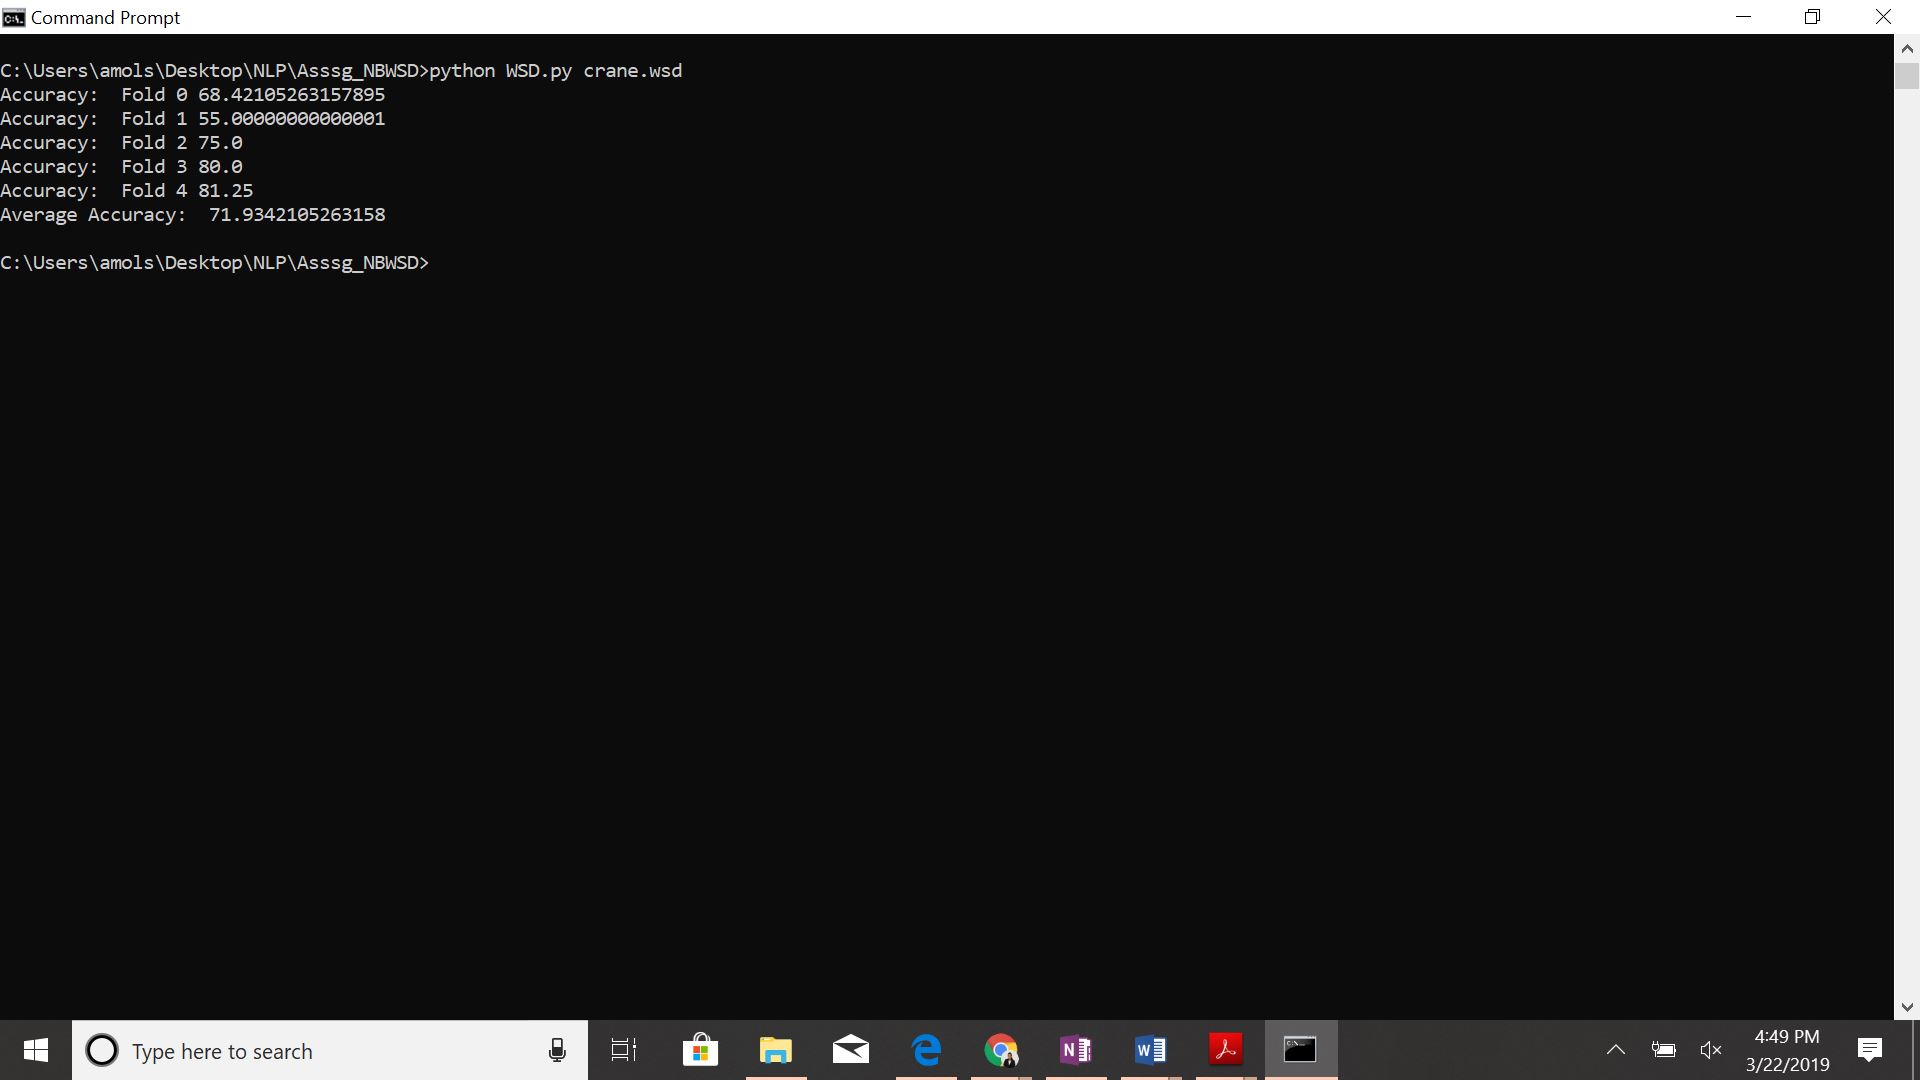 Command Prompt
C:\Users\amols\Desktop\NLP\Asssg_NBWSD>python WSD.py crane.wsd
Accuracy:  Fold 0 68.42105263157895
Accuracy:  Fold 1 55.00000000000001
Accuracy:  Fold 2 75.0
Accuracy:  Fold 3 80.0
Accuracy:  Fold 4 81.25
Average Accuracy:  71.9342105263158
C:\Users\amols\Desktop\NLP\Asssg_NBWSD>
Type here to search
4:49 PM
3/22/2019